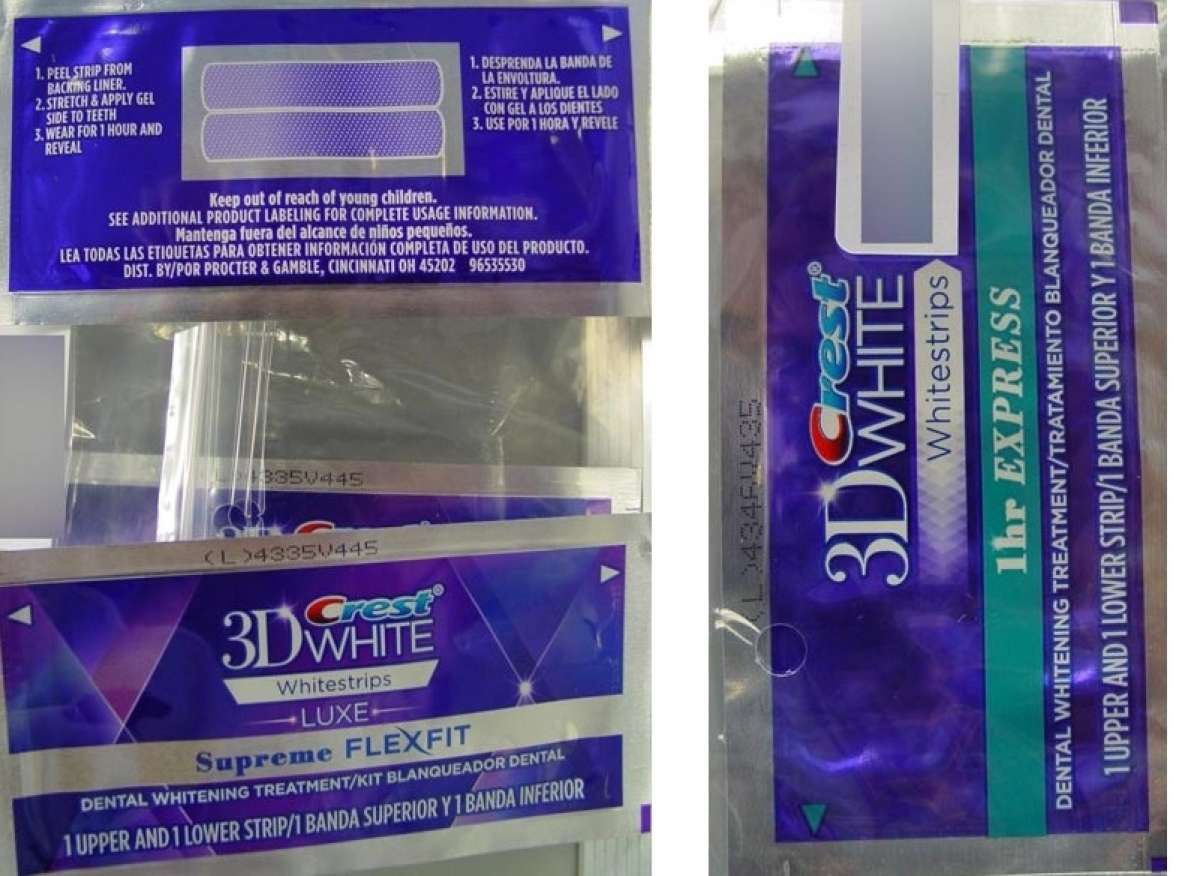 1. PEEL STRIP FROM
BACKING LINER.
2. STRETCH & APPLY GEL
SIDE TO TEETH
3. WEAR FOR 1 HOUR AND
REVEAL
1. DESPRENDA LA BANDA DE
LA ENVOLTURA.
2. ESTIRE Y APLIQUE EL LADO
CON GEL A LOS DIENTES
3. USE POR 1 HORA Y REVELE
Keep out of reach of young children.
SEE ADDITIONAL PRODUCT LABELING FOR COMPLETE USAGE INFORMATION.
Mantenga fuera del alcance de niños pequeños.
LEA TODAS LAS ETIQUETAS PARA OBTENER INFORMACIÓN COMPLETA DE USO DEL PRODUCTO.
DIST. BY/POR PROCTER & GAMBLE, CINCINNATI OH 45202 96535530
(L)4335V445
Crest
(L)4335V445
Crest®
3D WHITE
Whitestrips
LUXE
Supreme FLEXFIT
DENTAL WHITENING TREATMENT/KIT BLANQUEADOR DENTAL
1 UPPER AND 1 LOWER STRIP/1 BANDA SUPERIOR Y 1 BANDA INFERIOR
Crest®
3D WHITE
Whitestrips
1hr EXPRESS
DENTAL WHITENING TREATMENT/TRATAMIENTO BLANQUEADOR DENTAL
1 UPPER AND 1 LOWER STRIP/1 BANDA SUPERIOR Y 1 BANDA INFERIOR